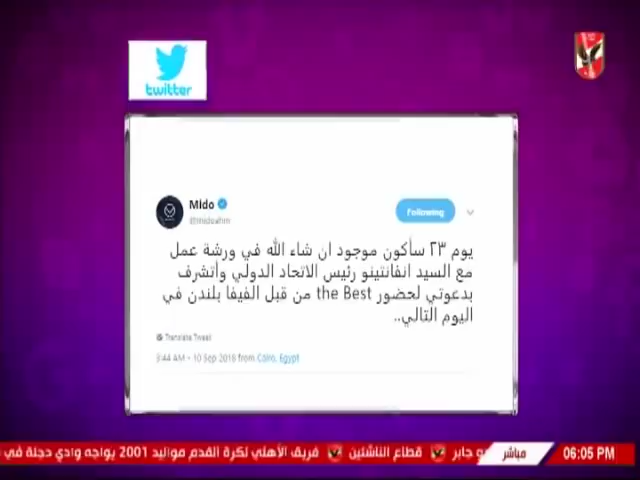 twitter
Mido
@midoahm
Following
يوم ٢٣ سأكون موجود ان شاء الله في ورشة عمل
مع السيد انفانتينو رئيس الاتحاد الدولي وأتشرف
بدعوتي لحضور the Best من قبل الفيفا بلندن في
اليوم التالي..
Translate Tweet
3:44 AM - 10 Sep 2018 from Cairo, Egypt
06:05 PM
مباشر
و جابر قطاع الناشئين فريق الأهلي لكرة القدم مواليد 2001 يواجه وادي دجلة في